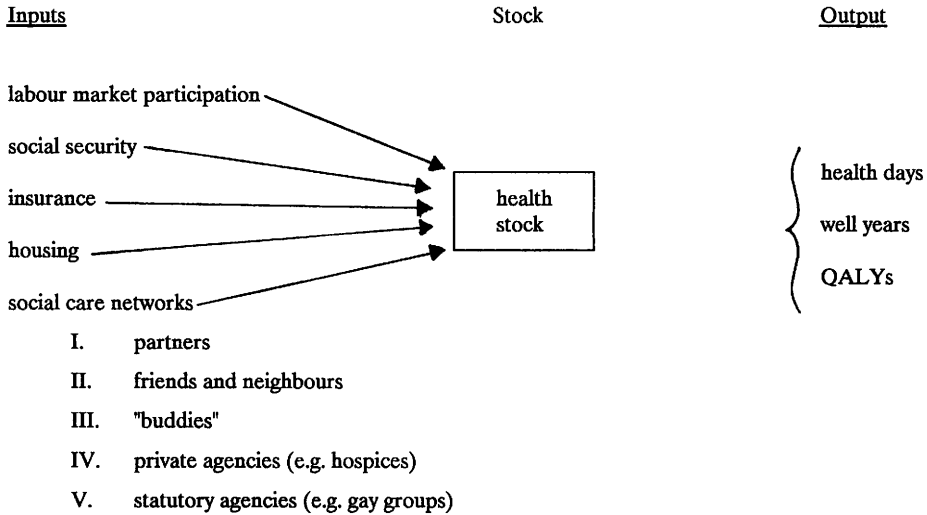 Inputs Stock Output
labour market participation
social security
insurance
housing
social care networks
I. partners
II. friends and neighbours
III. "buddies"
IV. private agencies (e.g. hospices)
V. statutory agencies (e.g. gay groups)
health
stock
health days
well years
QALYs